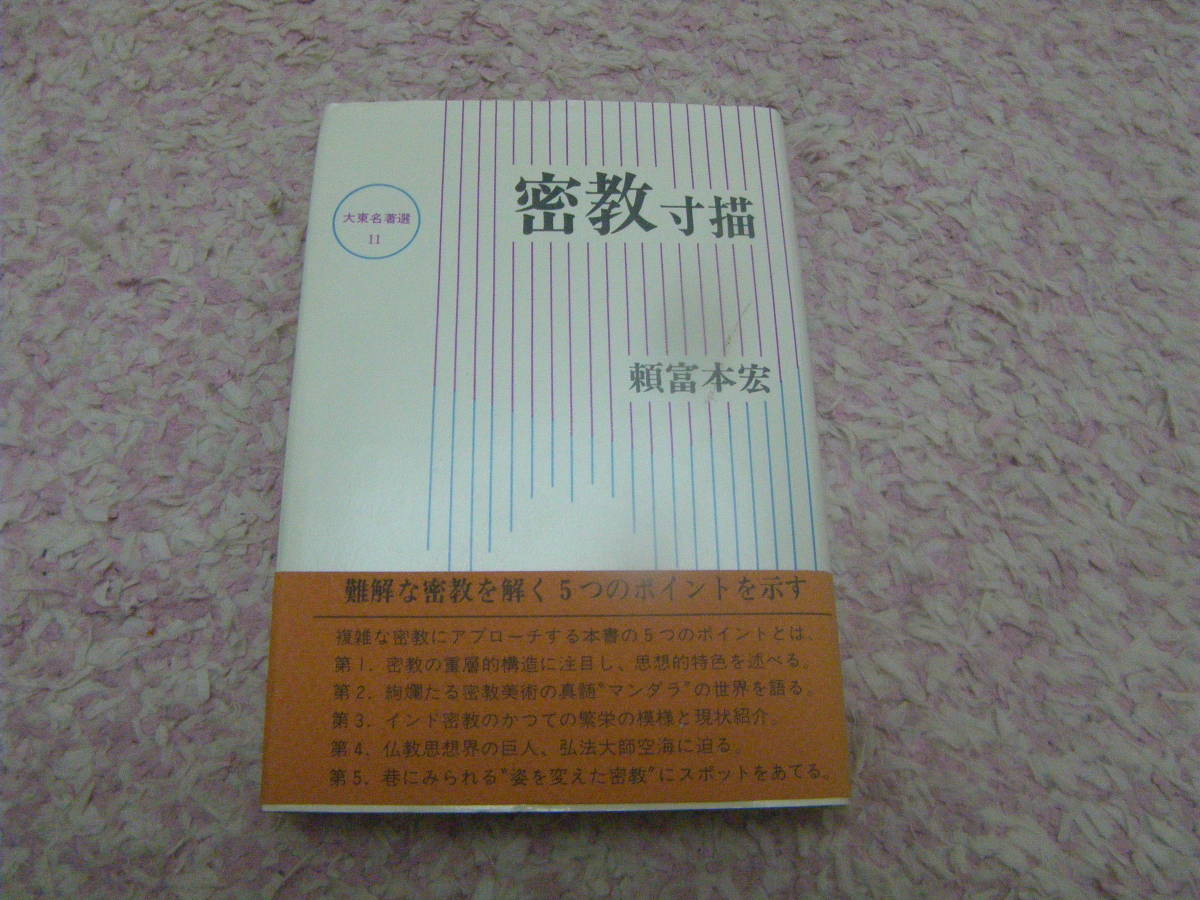 密教寸描
大東名著選
11
頼富本宏
難解な密教を解く5つのポイントを示す
複雑な密教にアプローチする本書の5つのポイントとは、
第1．密教の重層的構造に注目し、思想的特色を述べる。
第2．絢爛たる密教美術の真髄“マンダラ”の世界を語る。
第3．インド密教のかつての繁栄の模様と現状紹介。
第4、仏教思想界の巨人、弘法大師空海に迫る。
第5．巷にみられる“姿を変えた密教”にスポットをあてる。